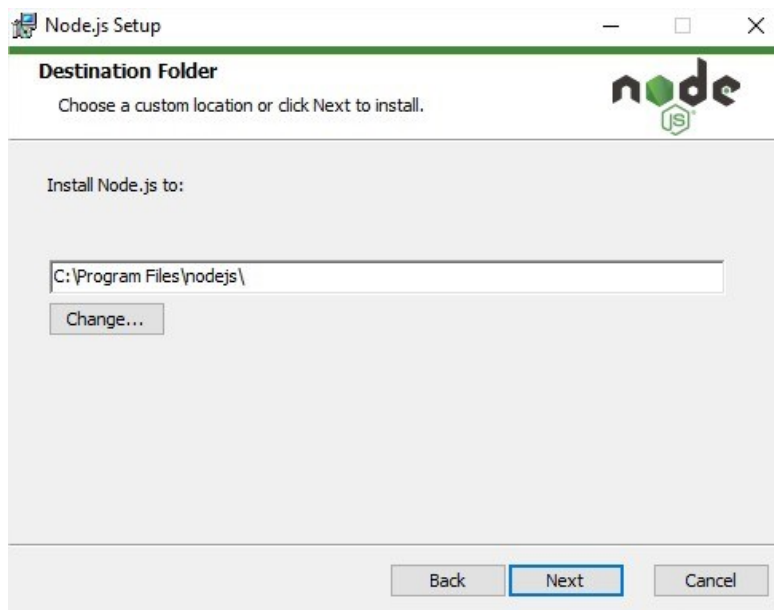 Node.js Setup
Destination Folder
Choose a custom location or click Next to install.
node
JS
Install Node.js to:
C:\Program Files\nodejs\
Change...
Back
Next
Cancel